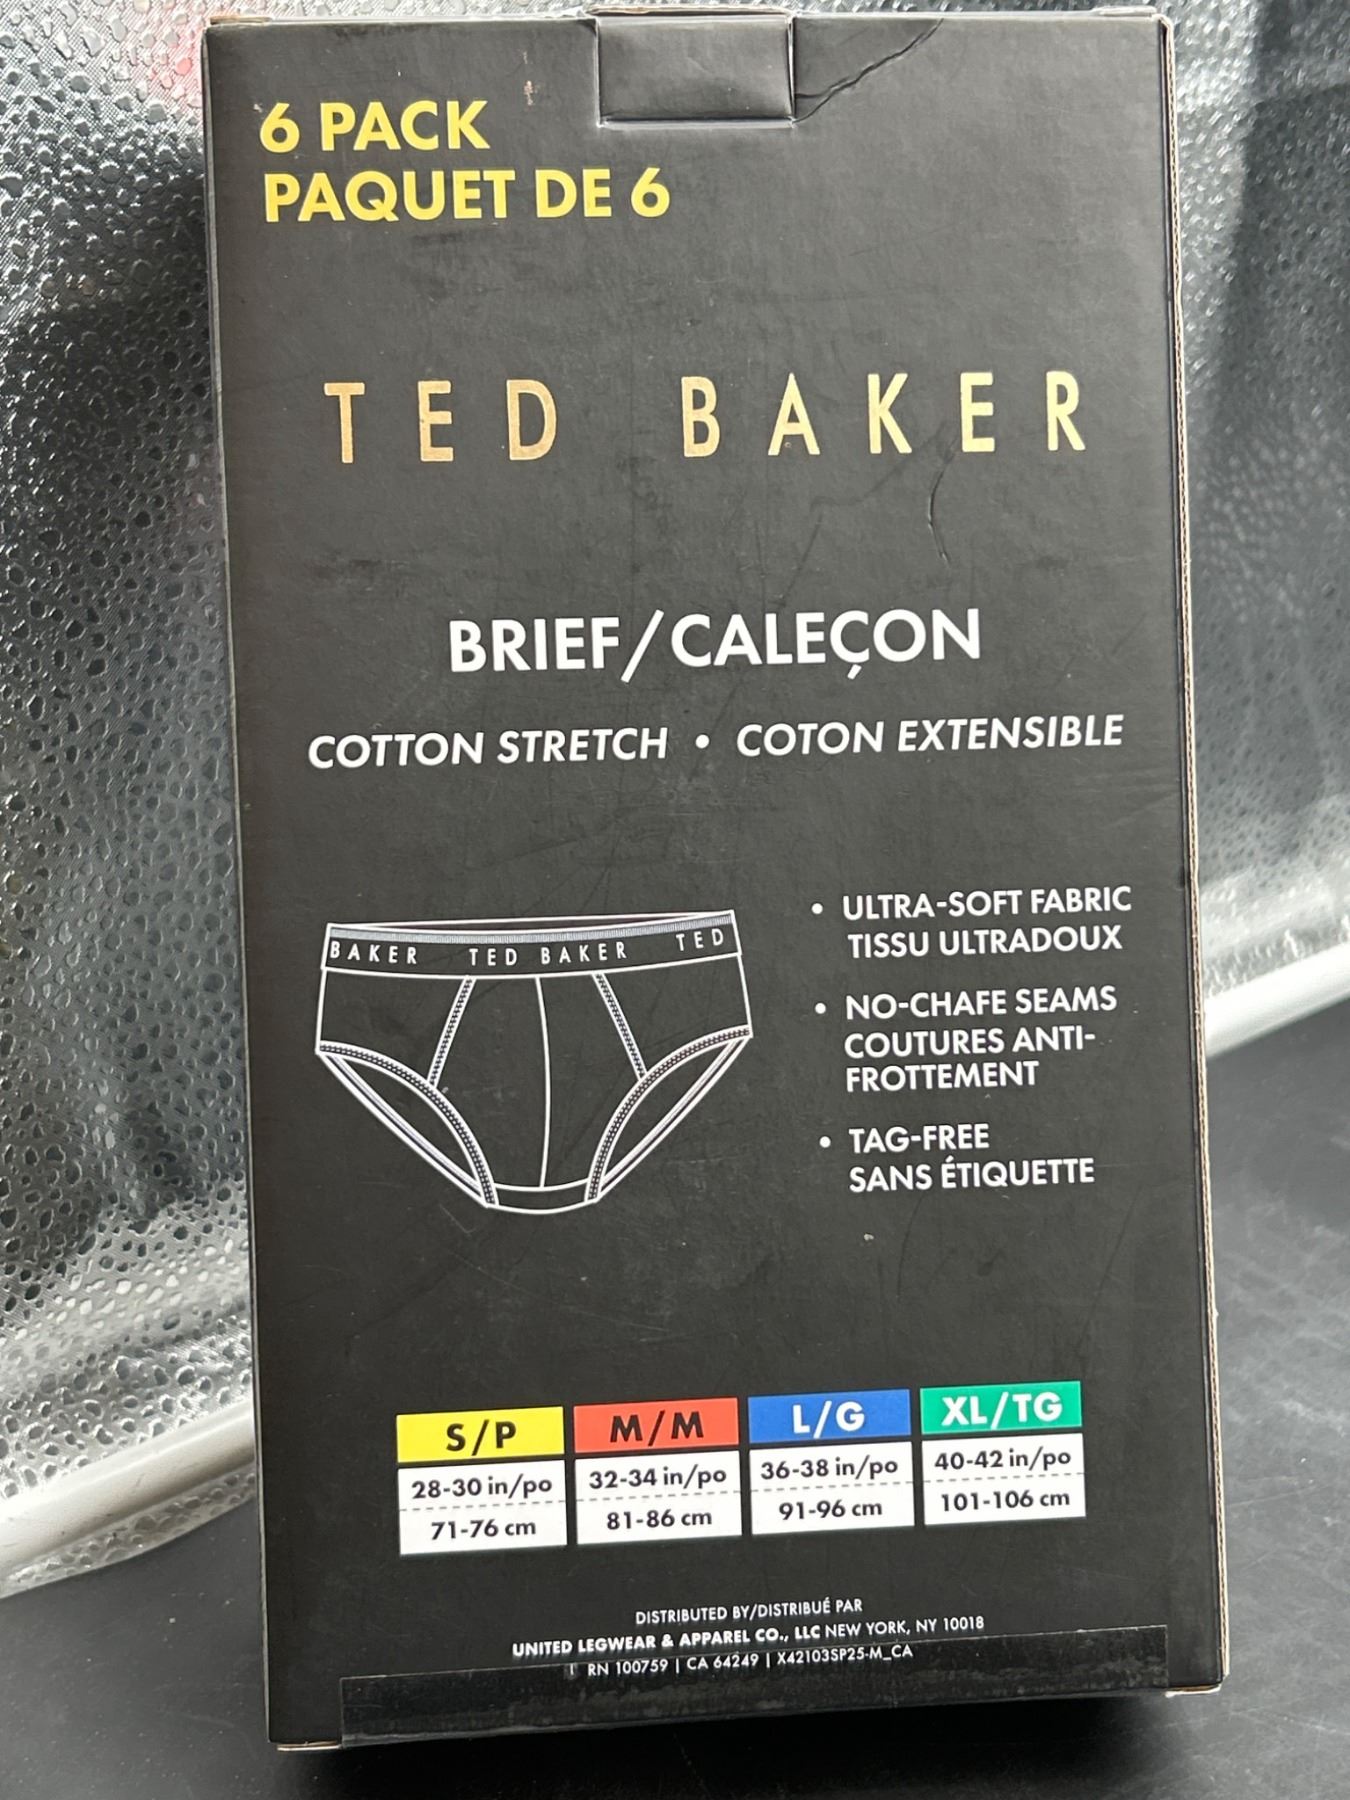 6 PACK
PAQUET DE 6
TED BAKER
BRIEF/CALEÇON
COTTON STRETCH • COTON EXTENSIBLE
BAKER TED BAKER TED
• ULTRA-SOFT FABRIC
TISSU ULTRADOUX
• NO-CHAFE SEAMS
COUTURES ANTI-
FROTTEMENT
• TAG-FREE
SANS ÉTIQUETTE
S/P M/M L/G XL/TG
28-30 in/po 32-34 in/po 36-38 in/po 40-42 in/po
71-76 cm 81-86 cm 91-96 cm 101-106 cm
DISTRIBUTED BY/DISTRIBUÉ PAR
UNITED LEGWEAR & APPAREL CO., LLC NEW YORK, NY 10018
RN 100759 | CA 64249 | X42103SP25-M_CA